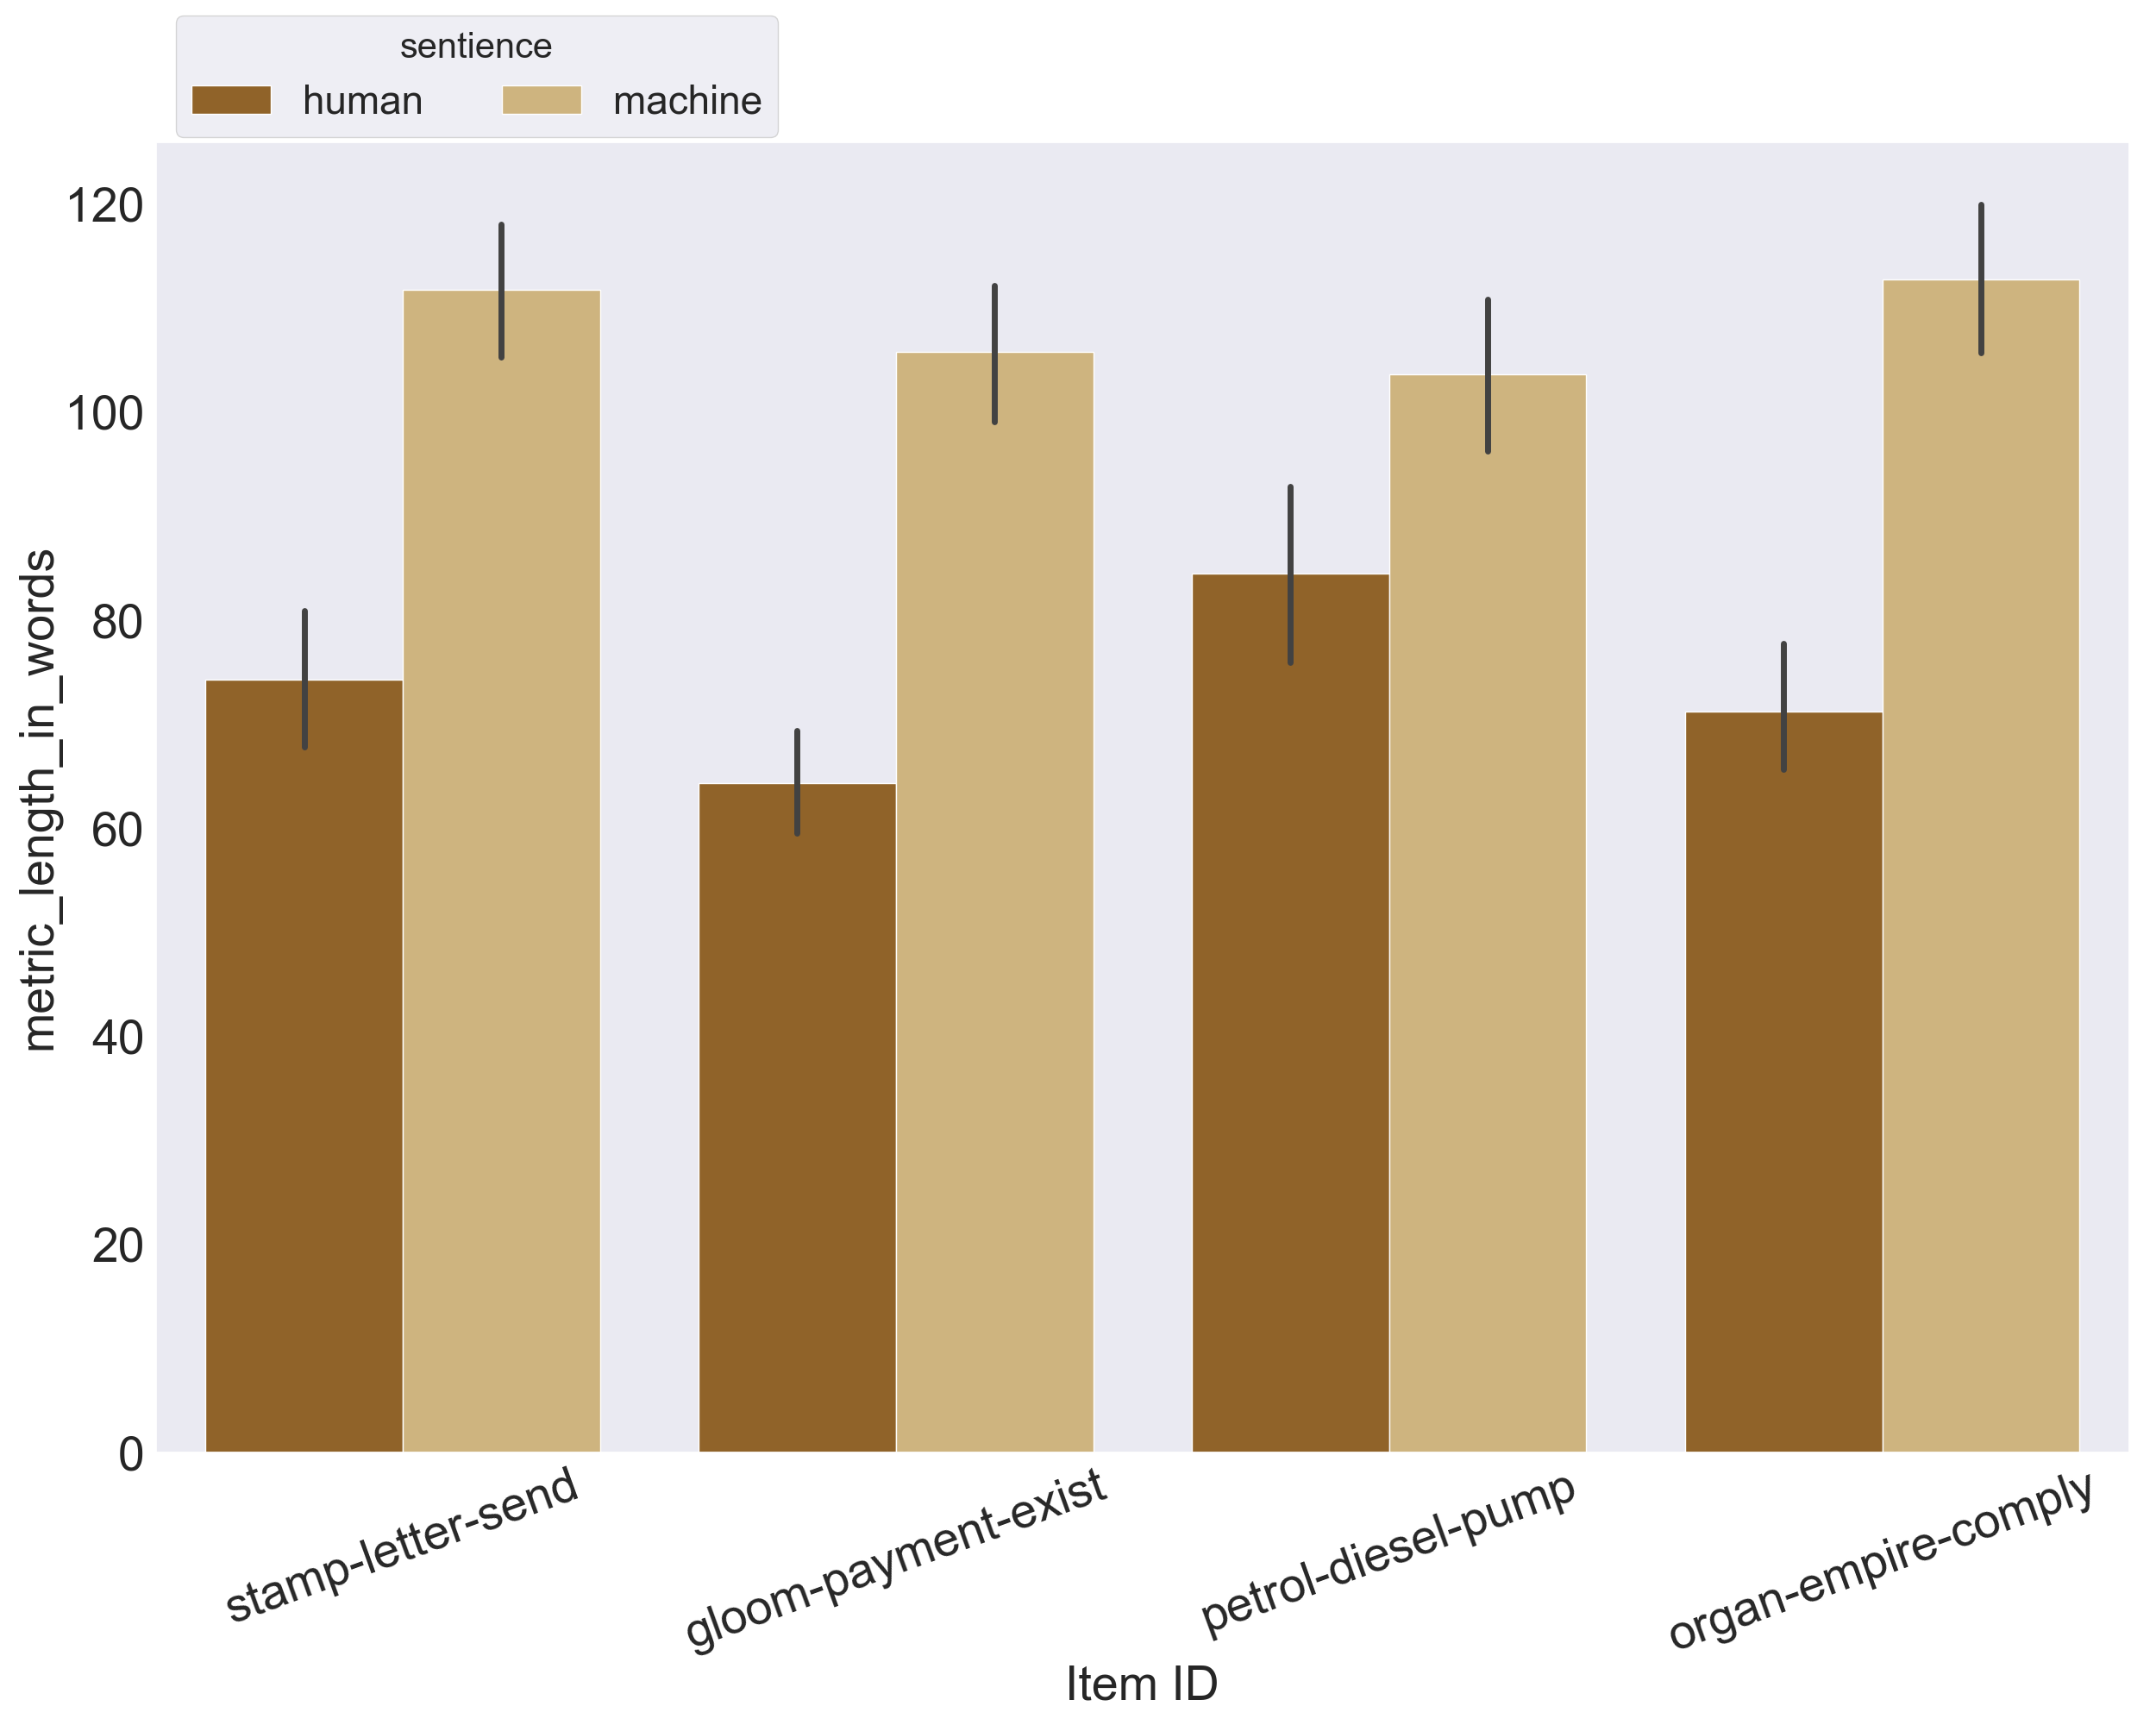 sentience
human machine
120
100
80
60
40
20
0
metric_length_in_words
stamp-letter-send
gloom-payment-exist
petrol-diesel-pump
organ-empire-comply
Item ID